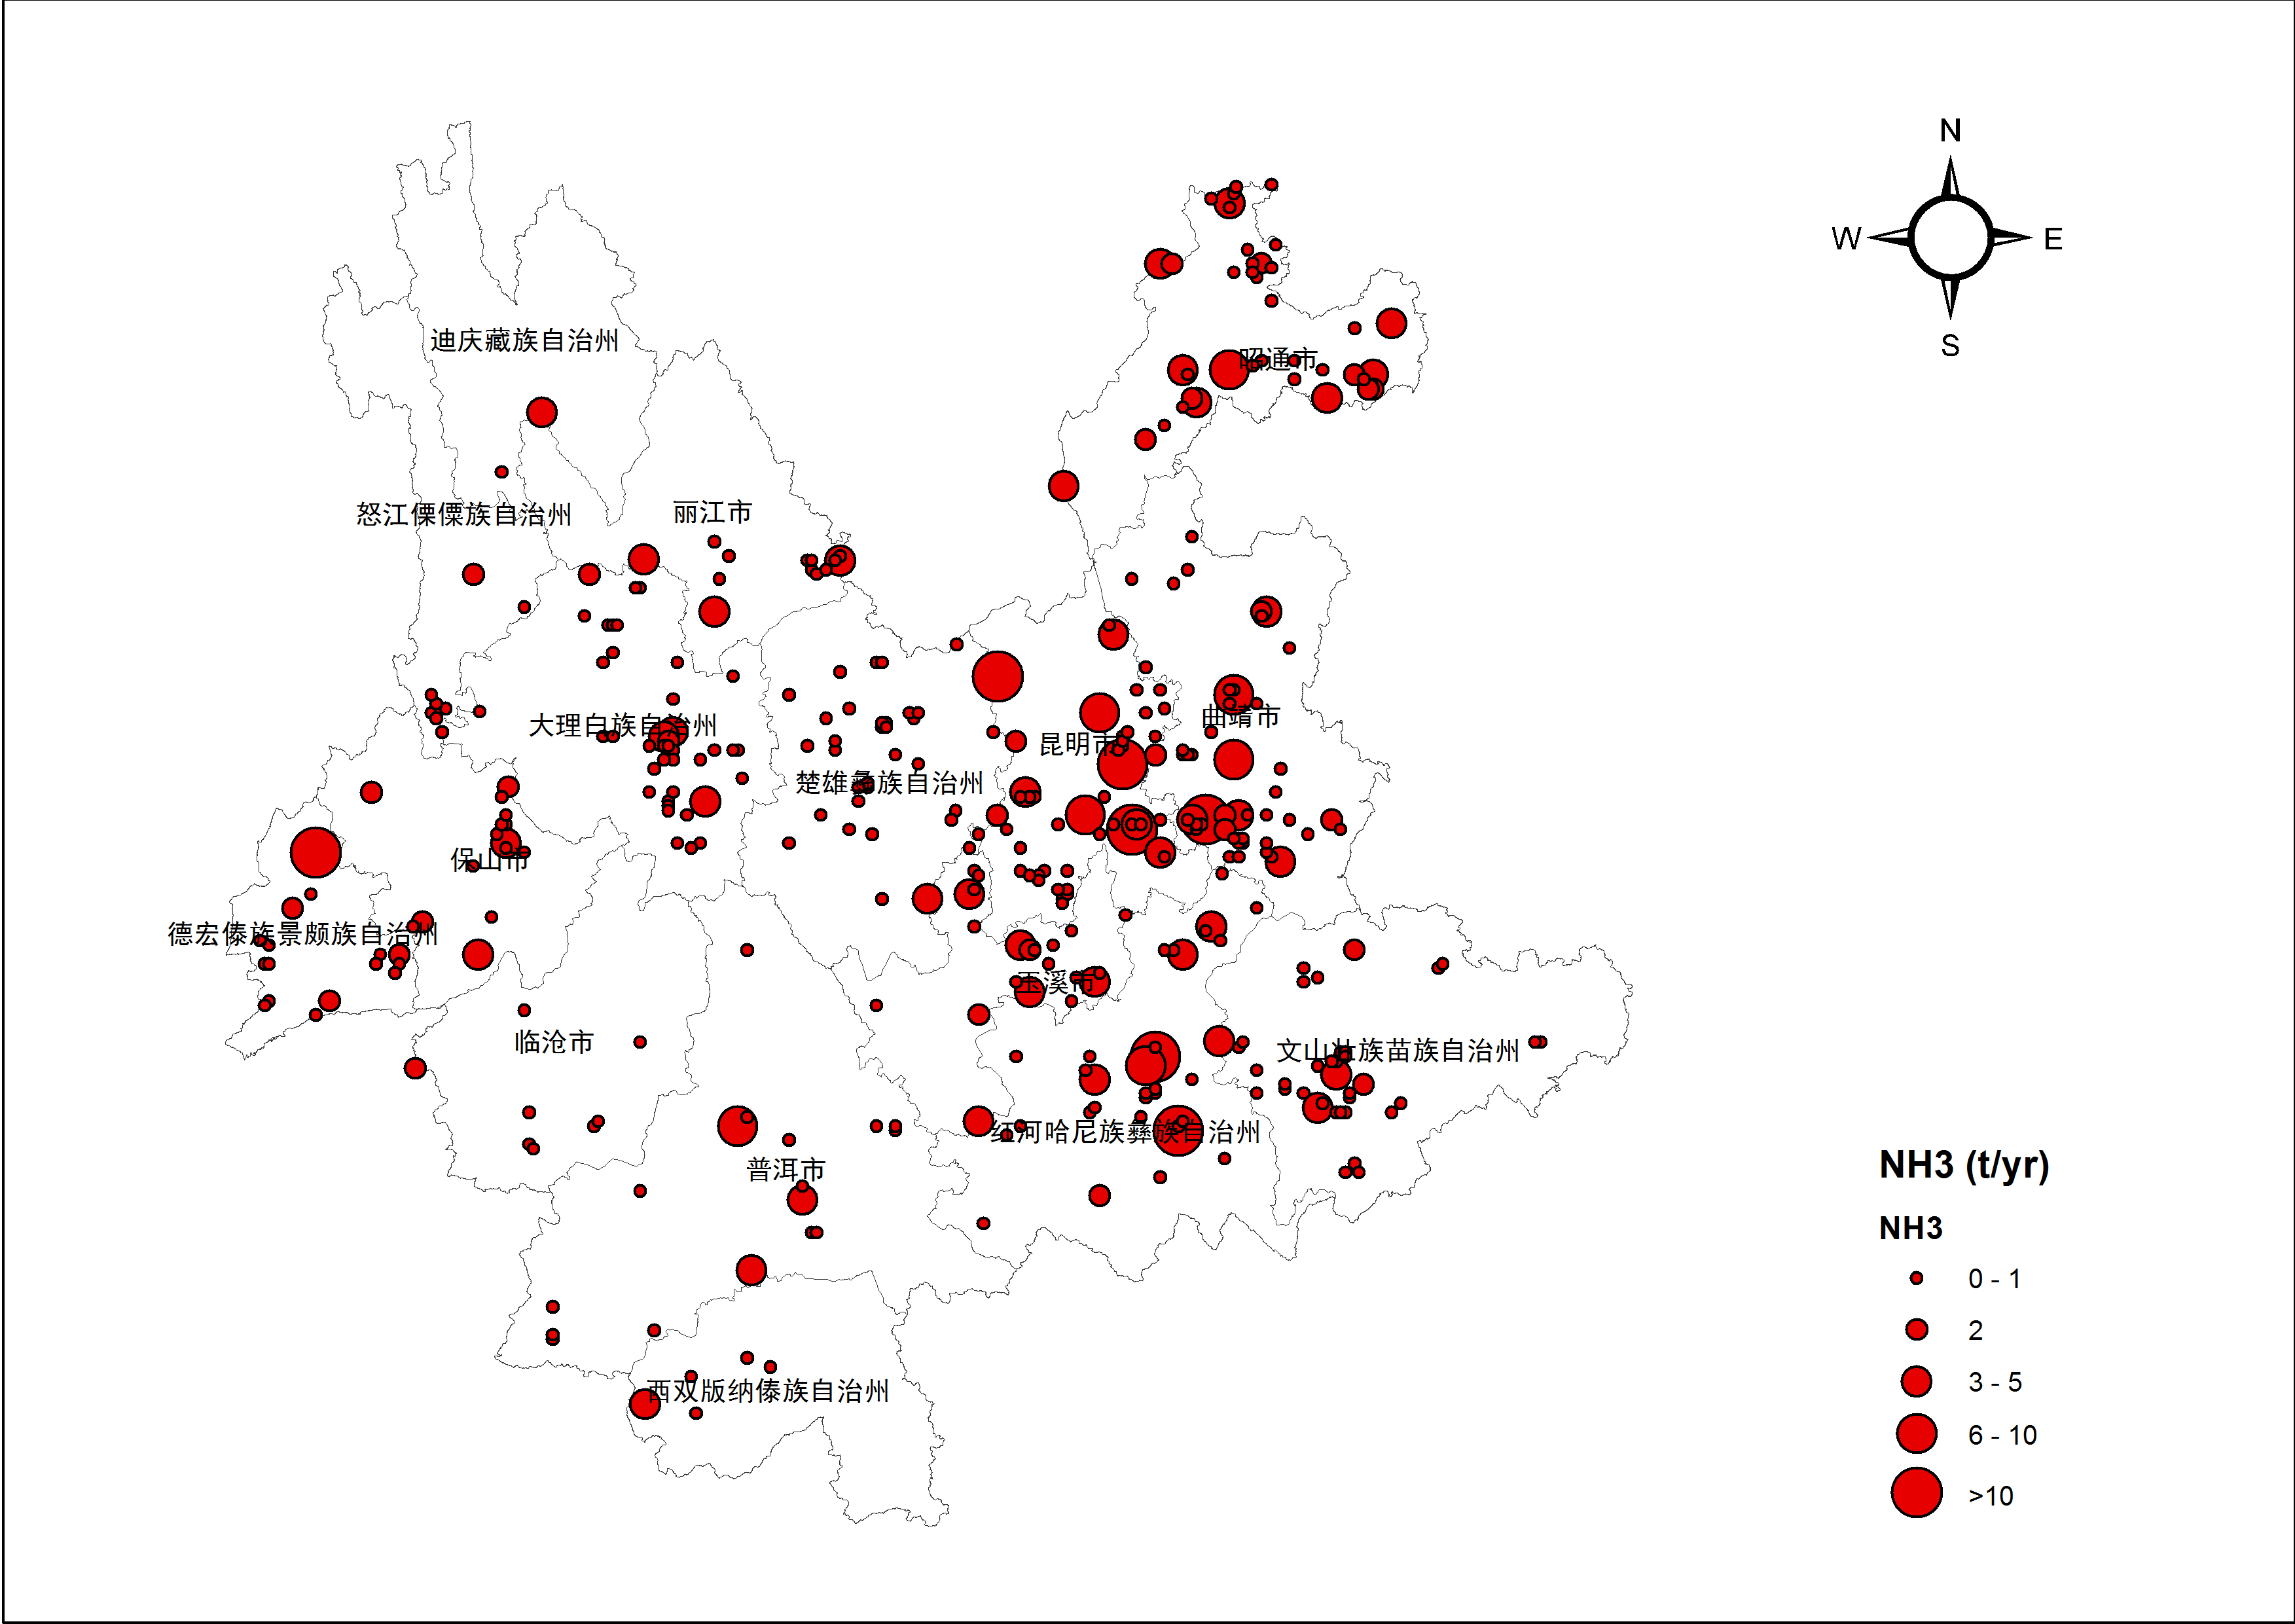 N
W
E
S
迪庆藏族自治州
昭通市
怒江傈僳族自治州
丽江市
大理白族自治州
曲靖市
昆明市
楚雄彝族自治州
保山市
德宏傣族景颇族自治州
玉溪市
临沧市
文山壮族苗族自治州
红河哈尼族彝族自治州
普洱市
西双版纳傣族自治州
NH3 (t/yr)
NH3
0 - 1
2
3 - 5
6 - 10
>10